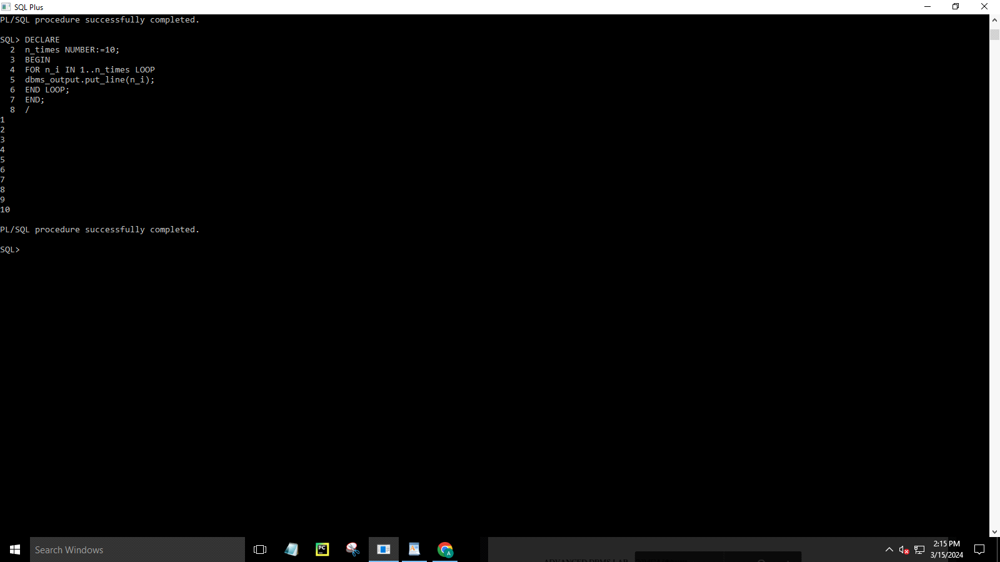 SQL Plus
PL/SQL procedure successfully completed.
SQL> DECLARE
2 n_times NUMBER:=10;
3 BEGIN
4 FOR n_i IN 1..n_times LOOP
5 dbms_output.put_line(n_i);
6 END LOOP;
7 END;
8 /
1
2
3
4
5
6
7
8
9
10
PL/SQL procedure successfully completed.
SQL>
Search Windows
PC
A
2:15 PM
3/15/2024